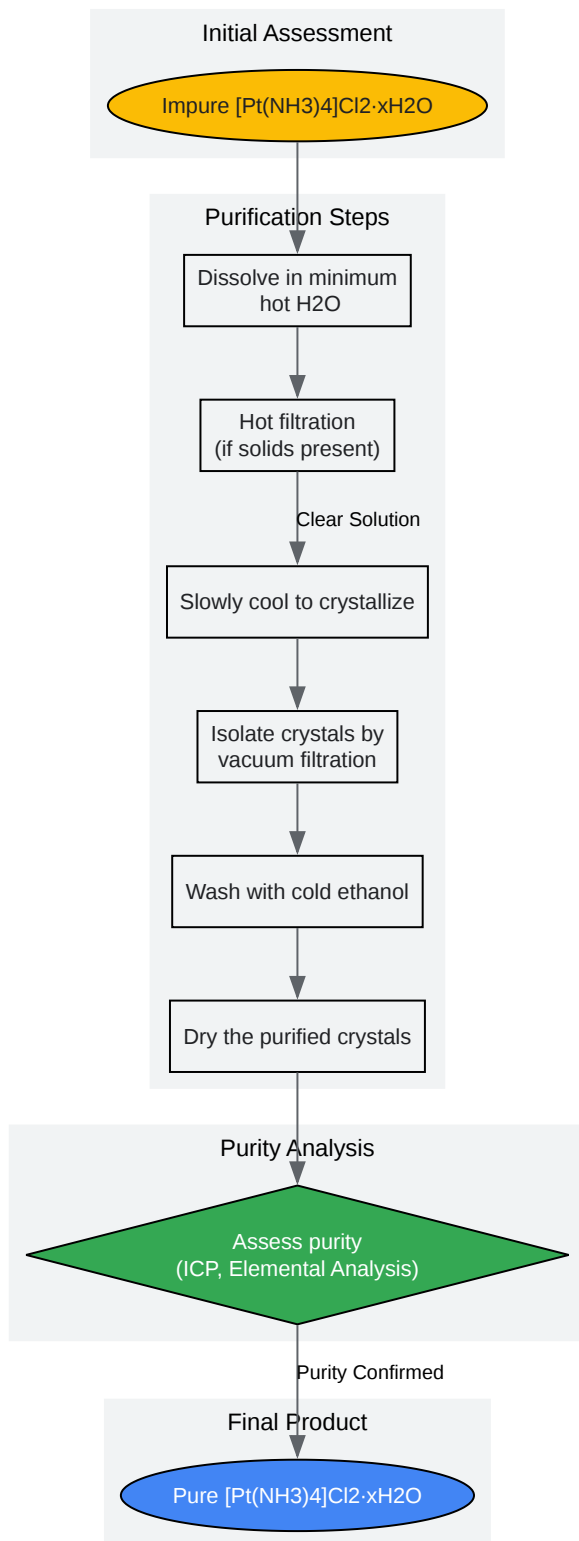 Initial Assessment
Impure [Pt(NH3)4]Cl2·xH2O
Purification Steps
Dissolve in minimum
hot H2O
Hot filtration
(if solids present)
Clear Solution
Slowly cool to crystallize
Isolate crystals by
vacuum filtration
Wash with cold ethanol
Dry the purified crystals
Purity Analysis
Assess purity
(ICP, Elemental Analysis)
Purity Confirmed
Final Product
Pure [Pt(NH3)4]Cl2·xH2O